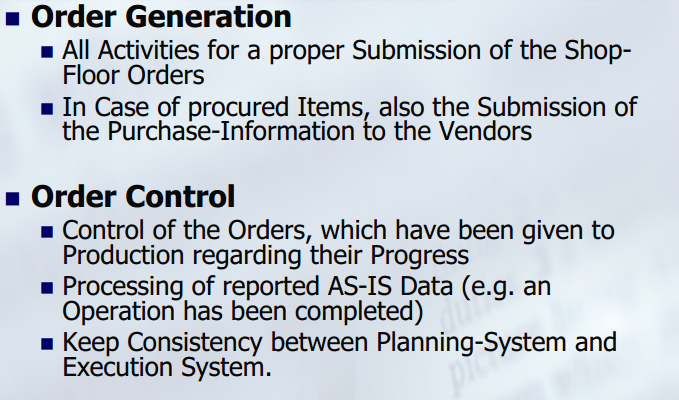 Order Generation
All Activities for a proper Submission of the Shop-
Floor Orders
In Case of procured Items, also the Submission of
the Purchase-Information to the Vendors
Order Control
Control of the Orders, which have been given to
Production regarding their Progress
Processing of reported AS-IS Data (e.g. an
Operation has been completed)
Keep Consistency between Planning-System and
Execution System.